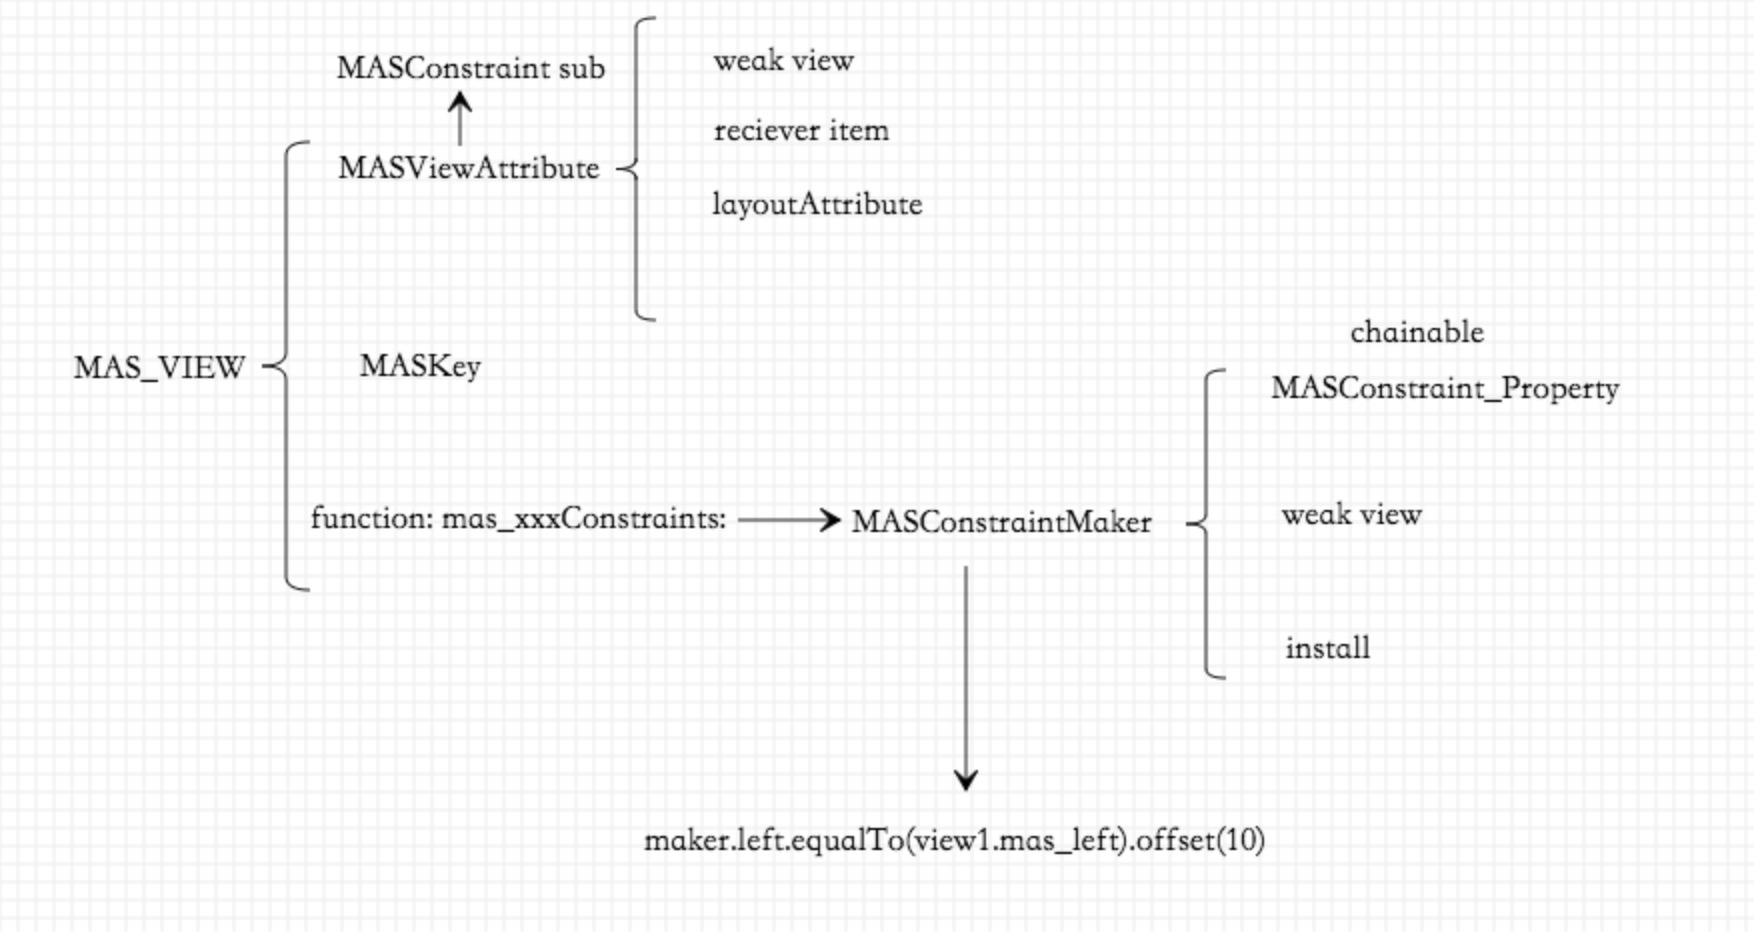 MASConstraint sub
weak view
reciever item
MASViewAttribute
layoutAttribute
chainable
MAS_VIEW
MASKey
MASConstraint_Property
function: mas_xxxConstraints:
MASConstraintMaker
weak view
install
maker.left.equalTo(view1.mas_left).offset(10)